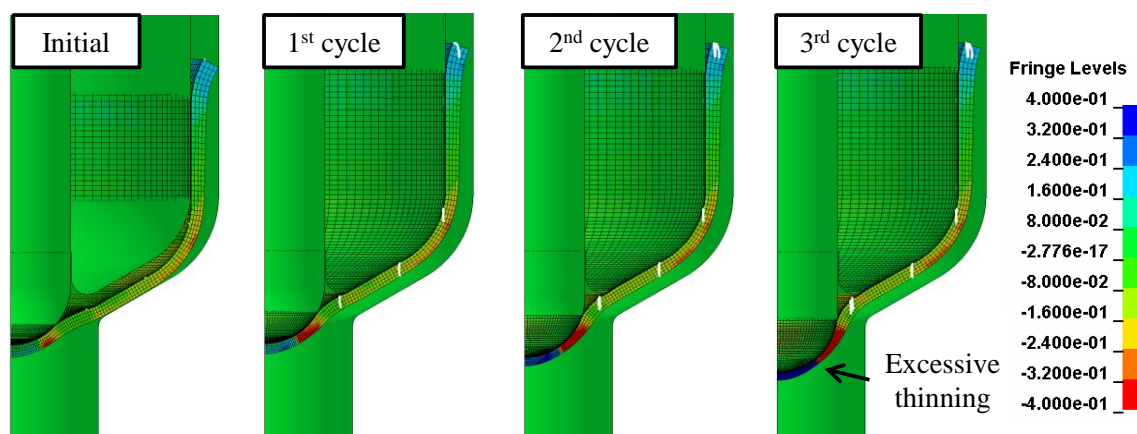 Initial
1st cycle
2nd cycle
3rd cycle
Fringe Levels
4.000e-01
3.200e-01
2.400e-01
1.600e-01
8.000e-02
-2.776e-17
-8.000e-02
-1.600e-01
-2.400e-01
-3.200e-01
-4.000e-01
Excessive
thinning